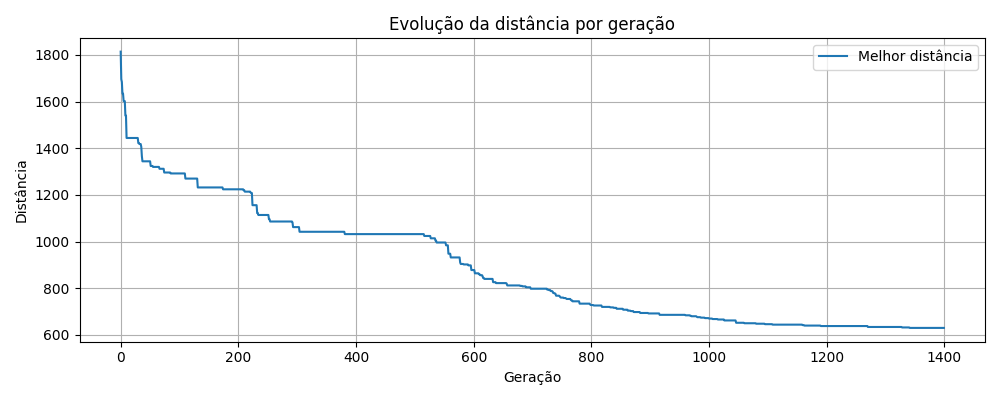 Evolução da distância por geração
Melhor distância
Distância
1800
1600
1400
1200
1000
800
600
0 200 400 600 800 1000 1200 1400
Geração